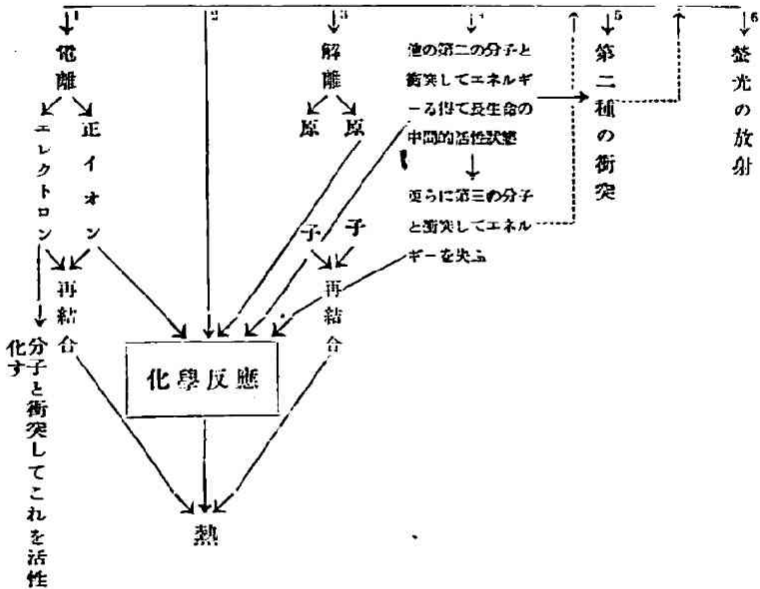 1
2
3
4
5
6
電離
正イオン
エレクトロン
再結合
分子と衝突してこれを活性
化す
解離
原子
原子
再結合
他の第二の分子と
衝突してエネルギ
ーる得て長生命の
中間的活性状態
更らに第三の分子
と衝突してエネル
ギーを失ふ
第二種の衝突
螢光の放射
化學反應
熱